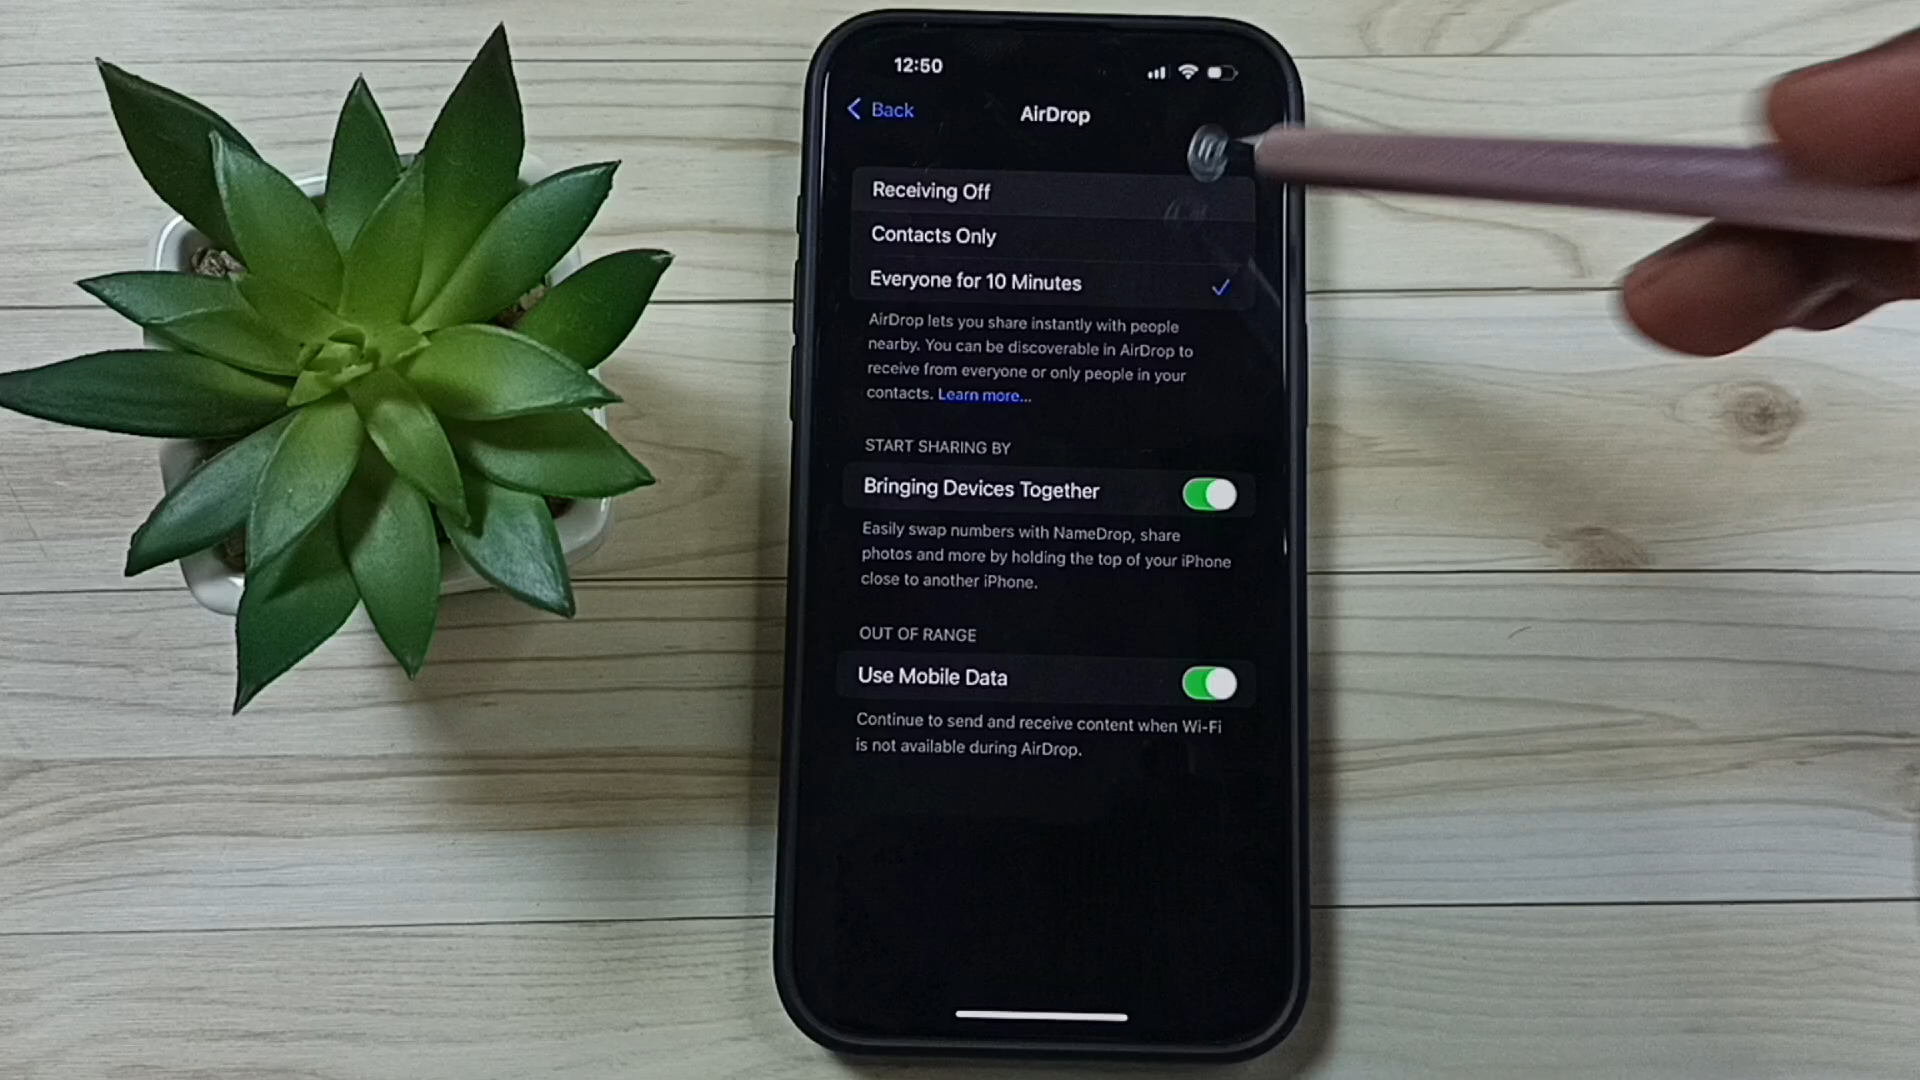 12:50
Back
AirDrop
Receiving Off
Contacts Only
Everyone for 10 Minutes
AirDrop lets you share instantly with people
nearby. You can be discoverable in AirDrop to
receive from everyone or only people in your
contacts. Learn more...
START SHARING BY
Bringing Devices Together
Easily swap numbers with NameDrop, share
photos and more by holding the top of your iPhone
close to another iPhone.
OUT OF RANGE
Use Mobile Data
Continue to send and receive content when Wi-Fi
is not available during AirDrop.